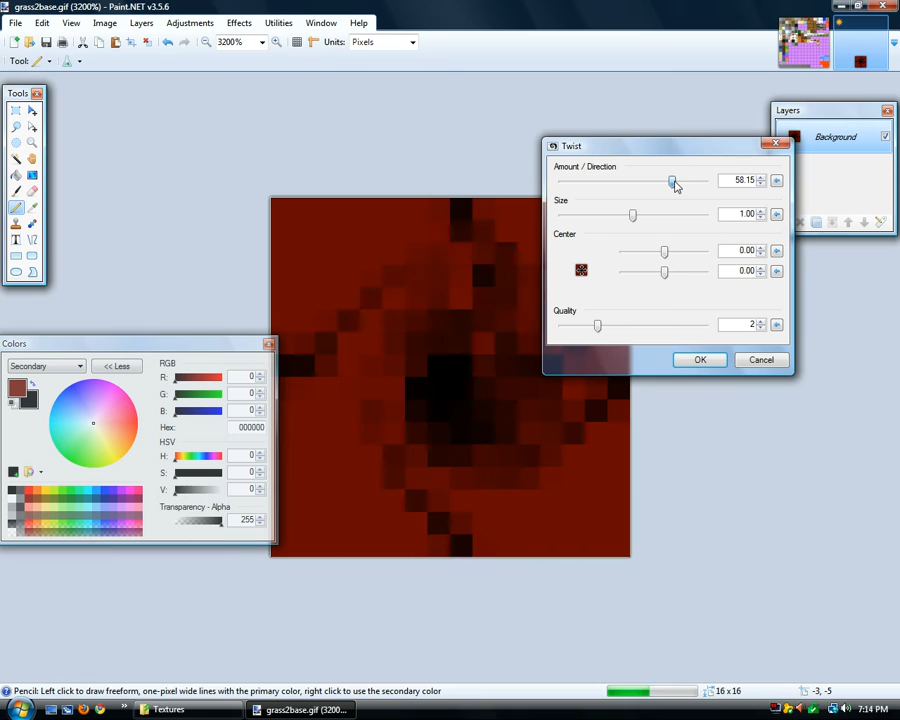 grass2base.gif (3200%) - Paint.NET v3.5.6
File Edit View Image Layers Adjustments Effects Utilities Window Help
3200% Units: Pixels
Tool:
Tools
Layers
Background
Twist
Amount / Direction
58.15
Size
1.00
Center
0.00
0.00
Quality
2
OK Cancel
Colors
Secondary << Less
RGB
R: 0
G: 0
B: 0
Hex: 000000
HSV
H: 0
S: 0
V: 0
Transparency - Alpha
255
Pencil: Left click to draw freeform, one-pixel wide lines with the primary color, right click to use the secondary color
16 x 16 -3, -5
Textures grass2base.gif (3200... 7:14 PM